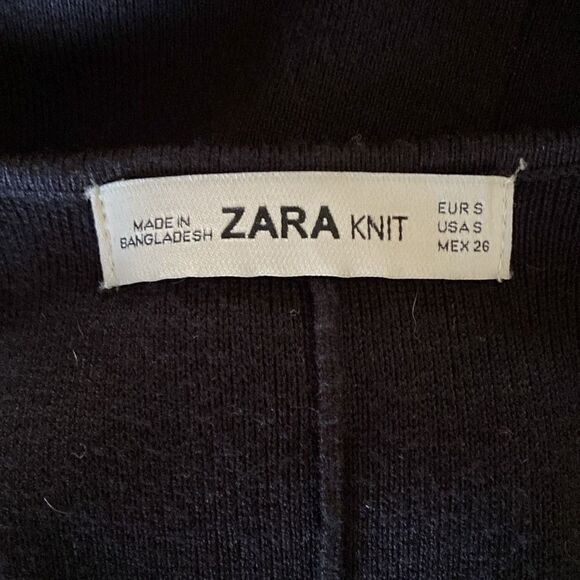 MADE IN
BANGLADESH
ZARA KNIT
EUR S
USA S
MEX 26